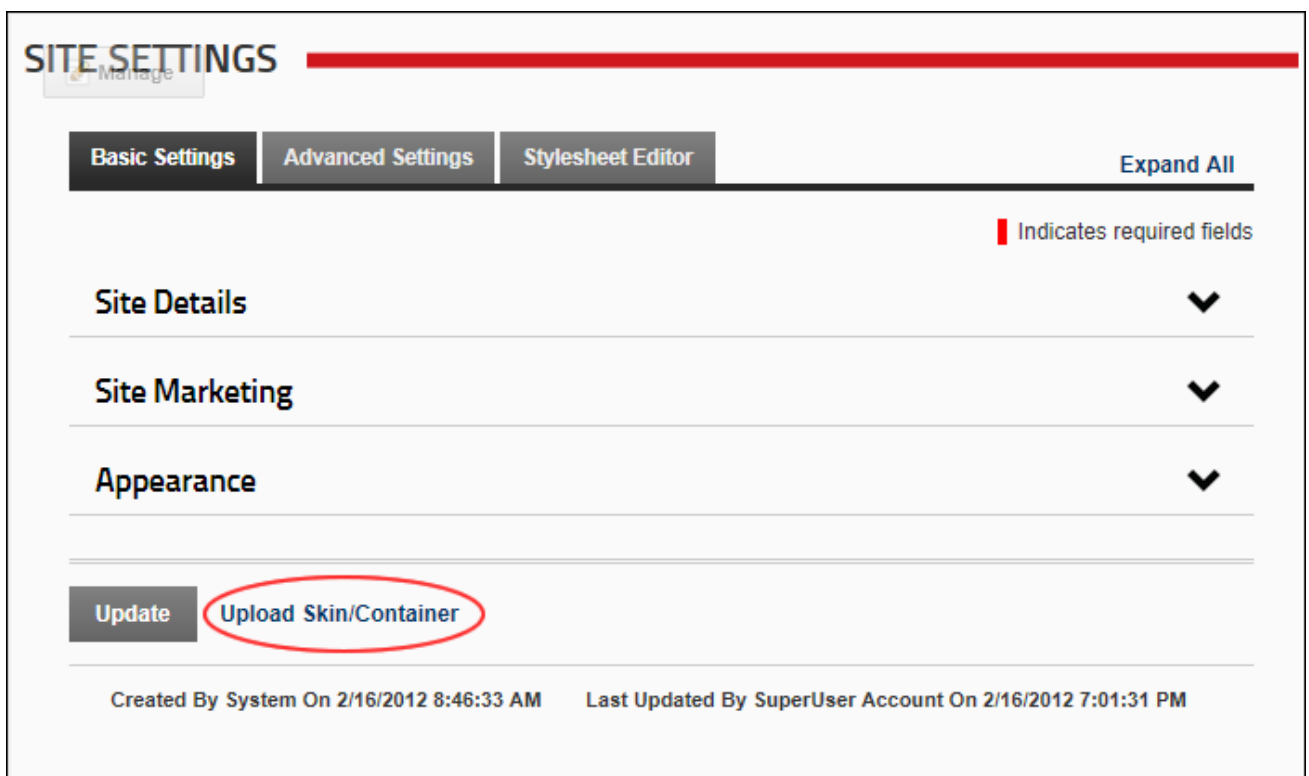 SITE SETTINGS
Manage
Basic Settings Advanced Settings Stylesheet Editor Expand All
Indicates required fields
Site Details
Site Marketing
Appearance
Update Upload Skin/Container
Created By System On 2/16/2012 8:46:33 AM Last Updated By SuperUser Account On 2/16/2012 7:01:31 PM